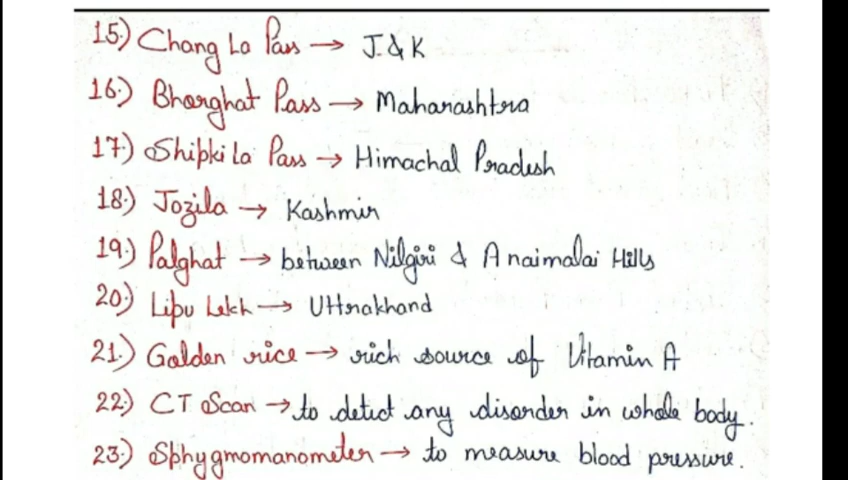 15.) Chang La Pass → J&K
16.) Bhorghat Pass → Maharashtra
17.) Shipki La Pass → Himachal Pradesh
18.) Jozila → Kashmir
19.) Palghat → between Nilgiri & Anaimalai Hills
20.) Lipu Lekh → Uttrakhand
21.) Golden rice → rich source of Vitamin A
22.) CT Scan → to detect any disorder in whole body.
23.) Sphygmomanometer → to measure blood pressure.